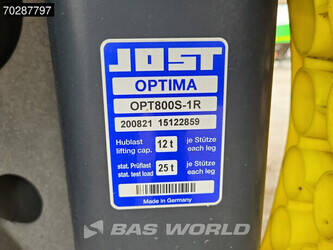 70287797
JOST
OPTIMA
OPT800S-1R
200821 15122859
Hublast
lifting cap. 12 t je Stütze
each leg
stat. Prüflast
stat. test load 25 t je Stütze
each leg
Made in Germany
BAS WORLD